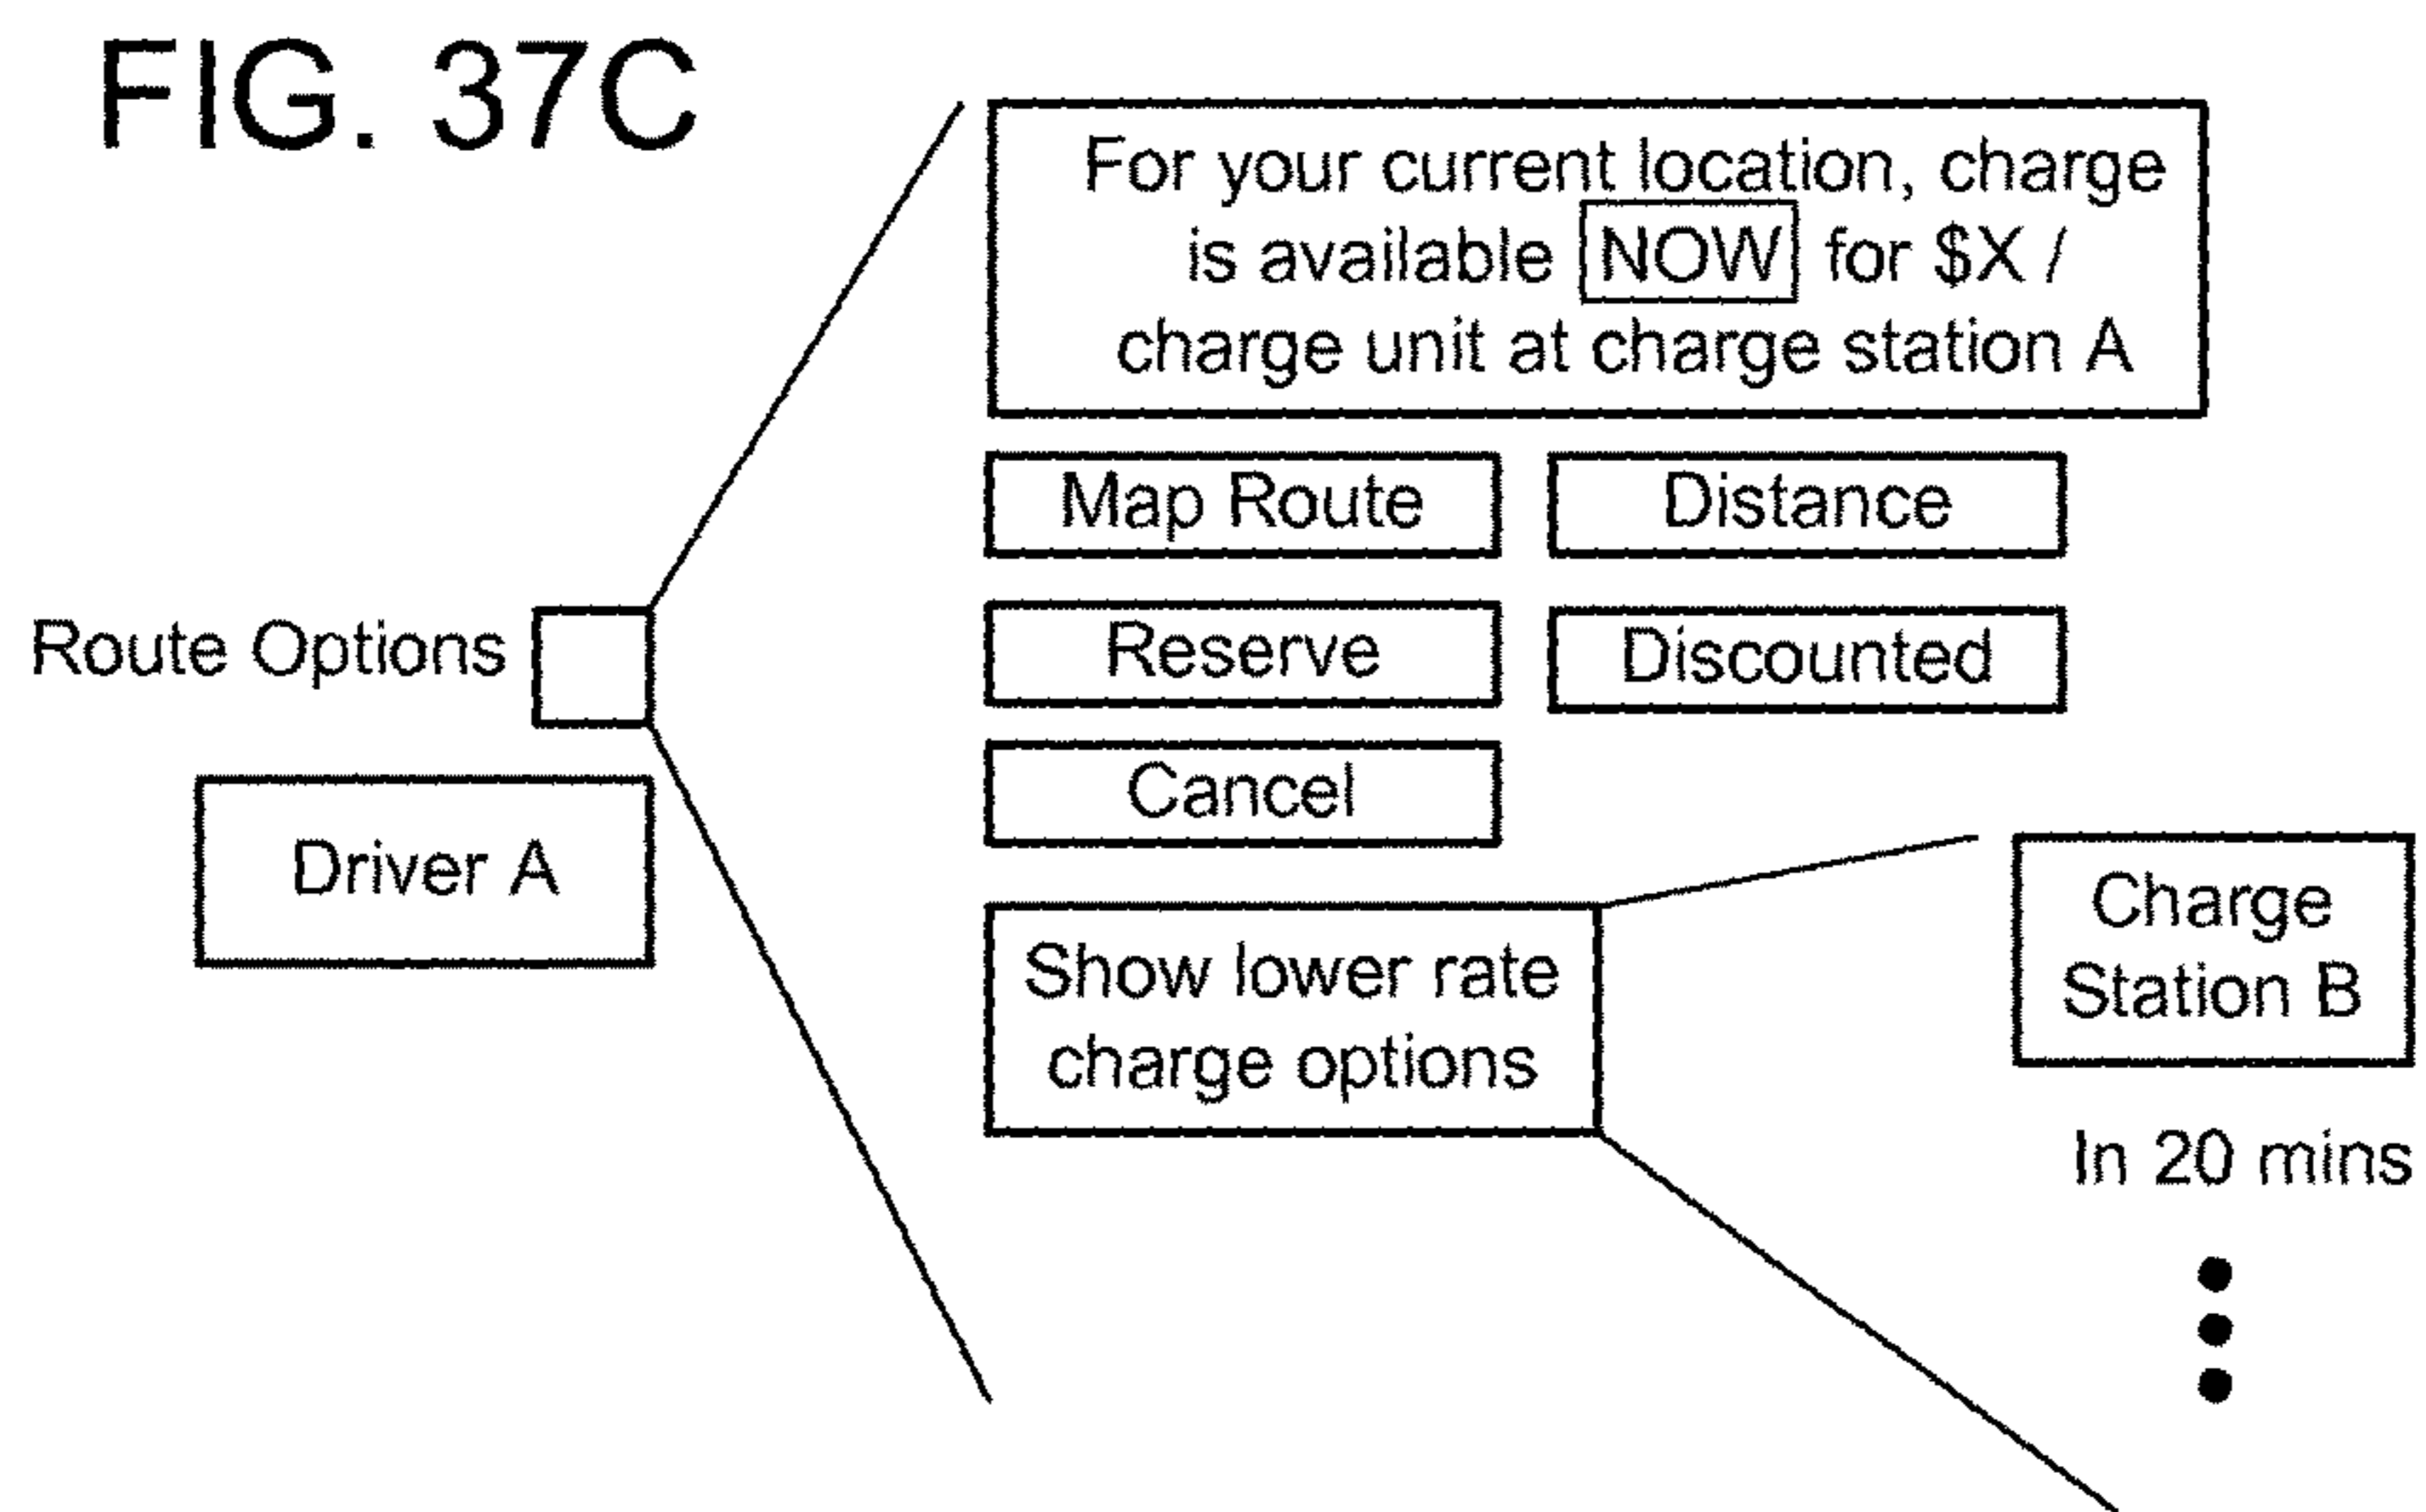 FIG. 37C
For your current location, charge
is available NOW for $X /
charge unit at charge station A
Map Route
Distance
Route Options
Reserve
Discounted
Cancel
Driver A
Show lower rate
charge options
Charge
Station B
In 20 mins